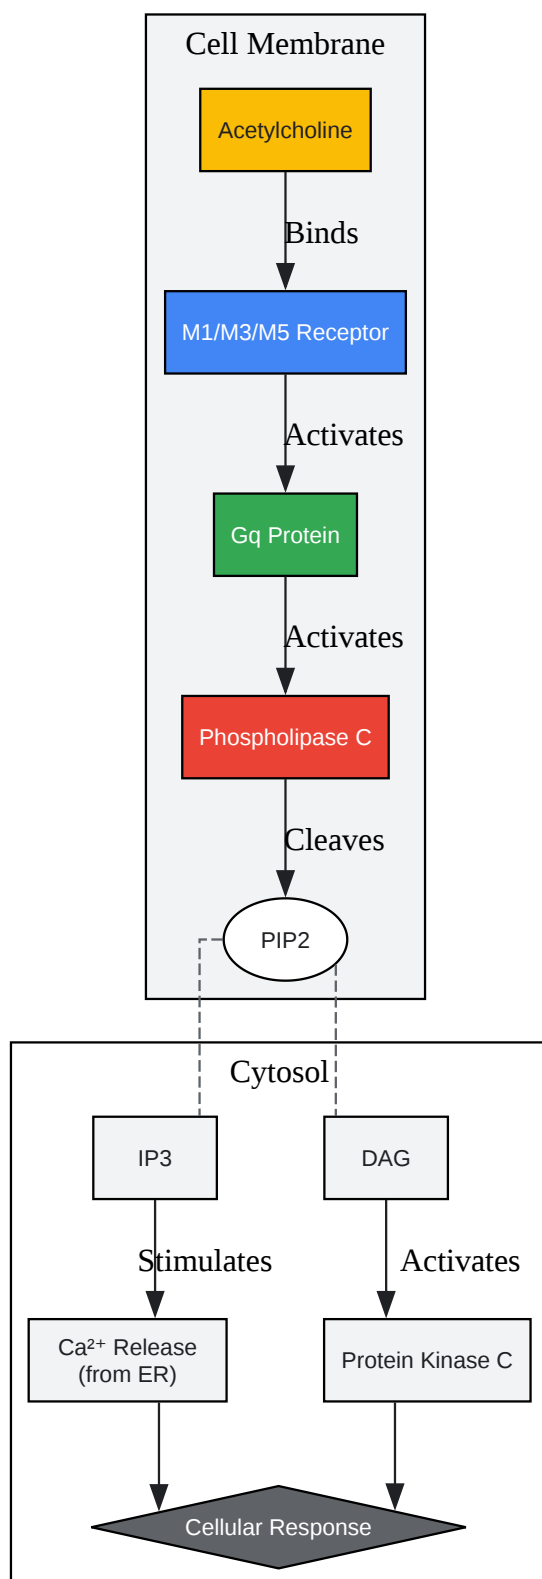 Cell Membrane
Acetylcholine
Binds
M1/M3/M5 Receptor
Activates
Gq Protein
Activates
Phospholipase C
Cleaves
PIP2
Cytosol
IP3
DAG
Stimulates
Activates
Ca²⁺ Release
(from ER)
Protein Kinase C
Cellular Response